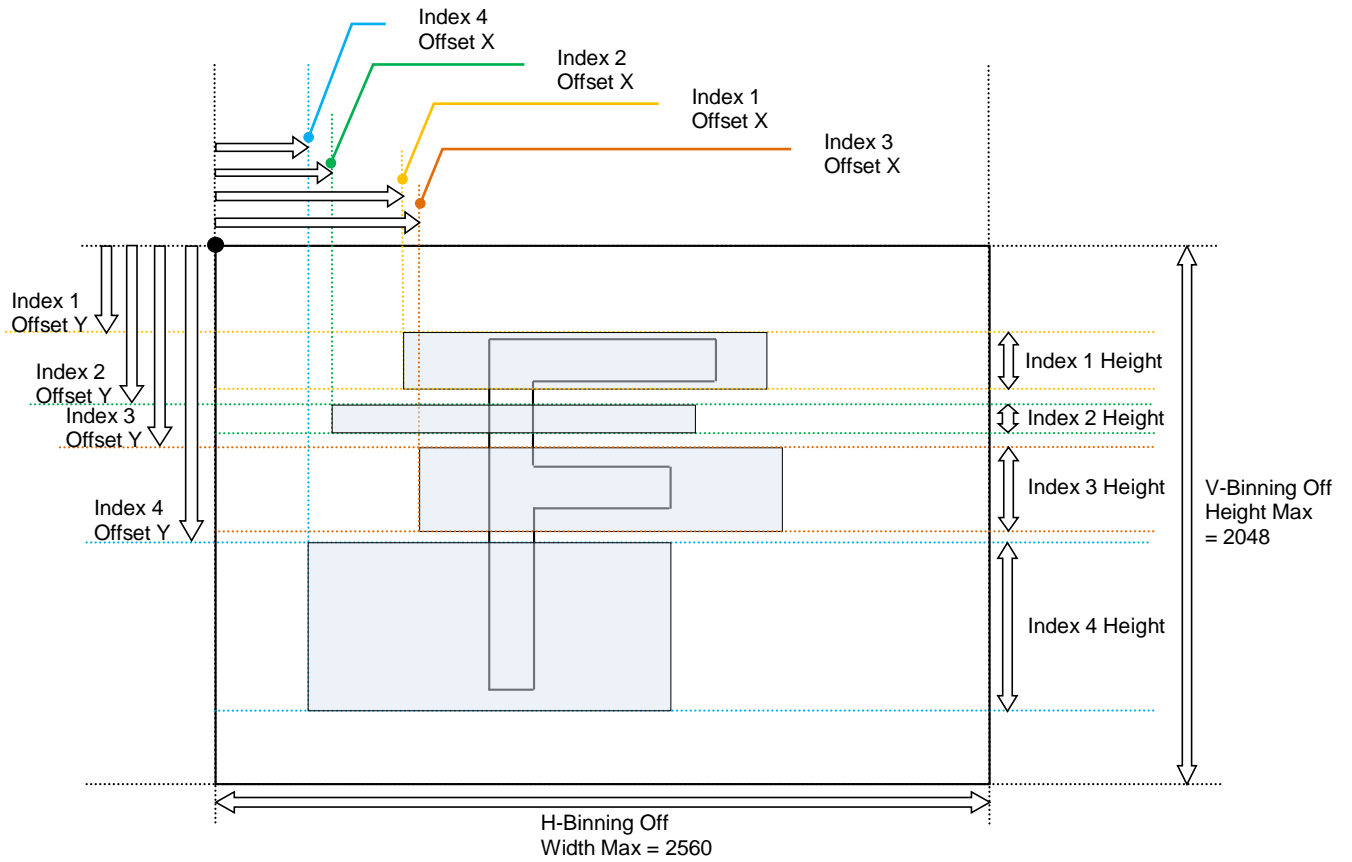 Index 4
Offset X
Index 2
Offset X
Index 1
Offset X
Index 3
Offset X
Index 1
Offset Y
Index 2
Offset Y
Index 3
Offset Y
Index 4
Offset Y
Index 1 Height
Index 2 Height
Index 3 Height
Index 4 Height
V-Binning Off
Height Max
= 2048
H-Binning Off
Width Max = 2560